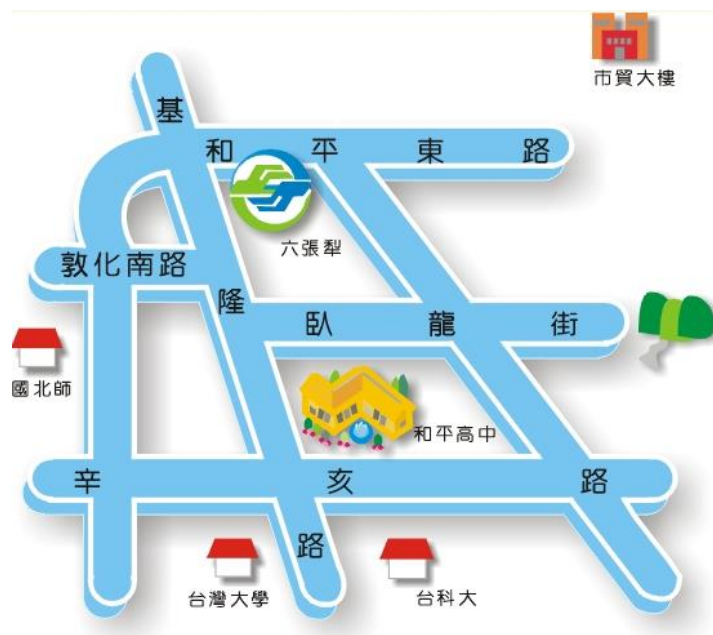 市貿大樓
基隆路
和平東路
六張犁
敦化南路
臥龍街
國北師
和平高中
辛亥路
台灣大學
台科大